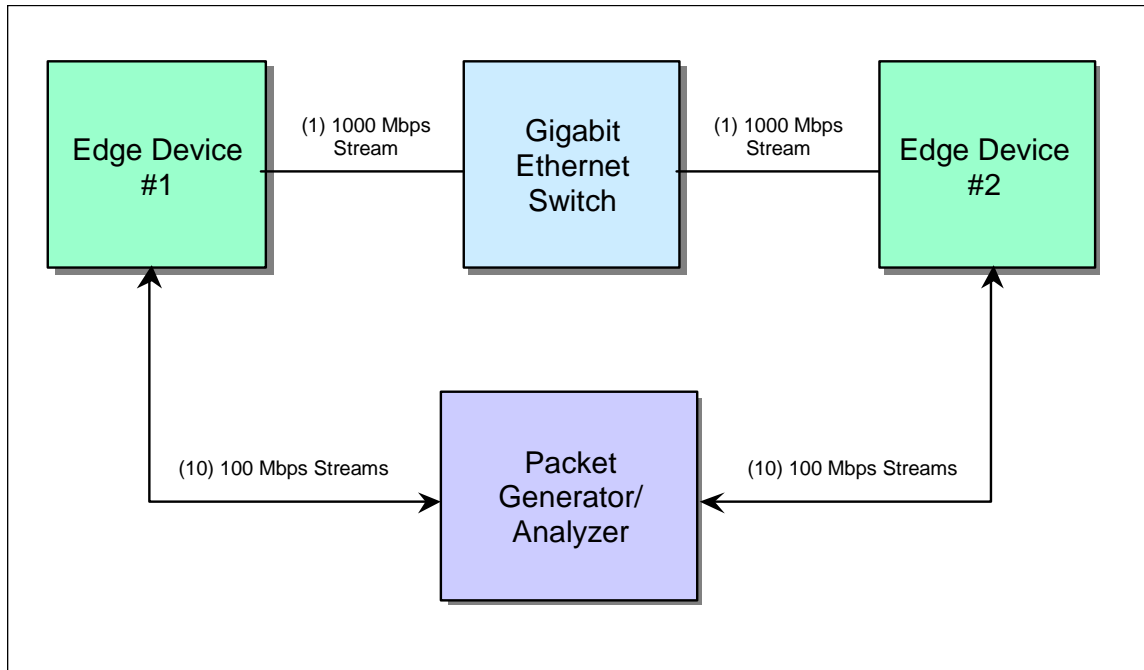 Edge Device
#1
(1) 1000 Mbps
Stream
Gigabit
Ethernet
Switch
(1) 1000 Mbps
Stream
Edge Device
#2
(10) 100 Mbps Streams
Packet
Generator/
Analyzer
(10) 100 Mbps Streams